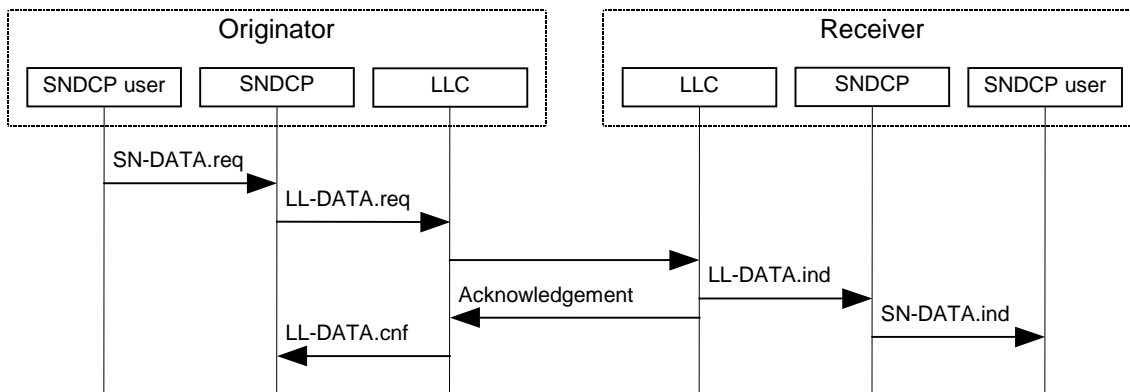 Originator
Receiver
SNDCP user
SNDCP
LLC
LLC
SNDCP
SNDCP user
SN-DATA.req
LL-DATA.req
LL-DATA.ind
Acknowledgement
SN-DATA.ind
LL-DATA.cnf